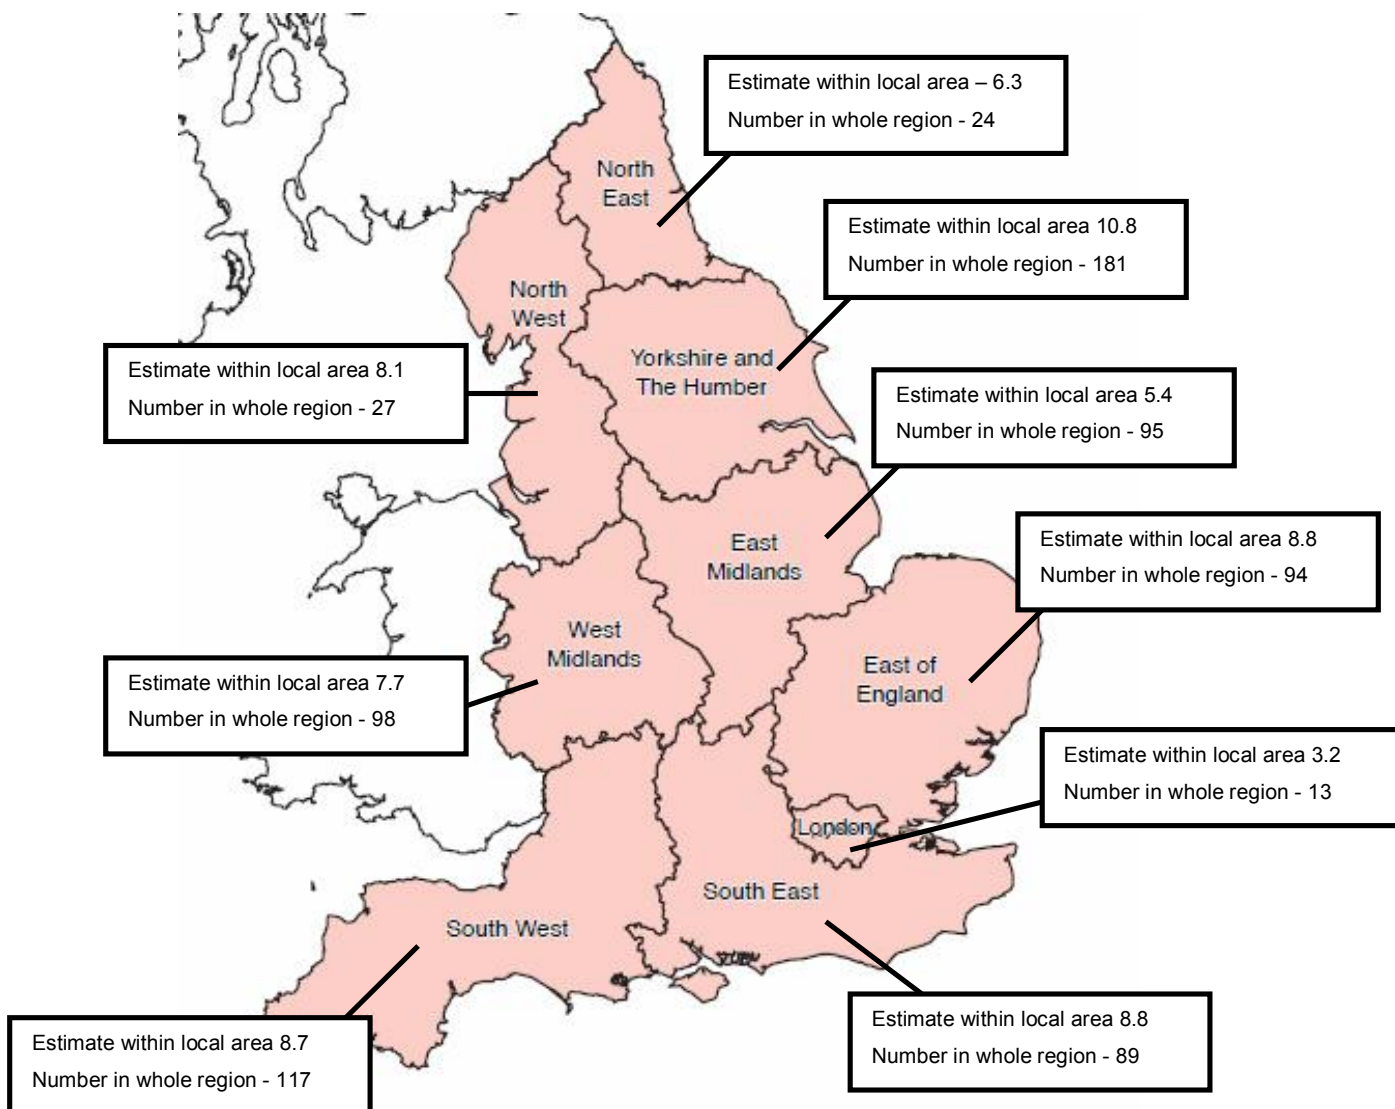 Estimate within local area – 6.3
Number in whole region - 24
North
East
Estimate within local area 10.8
Number in whole region - 181
North
West
Estimate within local area 8.1
Number in whole region - 27
Yorkshire and
The Humber
Estimate within local area 5.4
Number in whole region - 95
East
Midlands
Estimate within local area 8.8
Number in whole region - 94
West
Midlands
East of
England
Estimate within local area 7.7
Number in whole region - 98
Estimate within local area 3.2
Number in whole region - 13
London
South East
South West
Estimate within local area 8.8
Number in whole region - 89
Estimate within local area 8.7
Number in whole region - 117